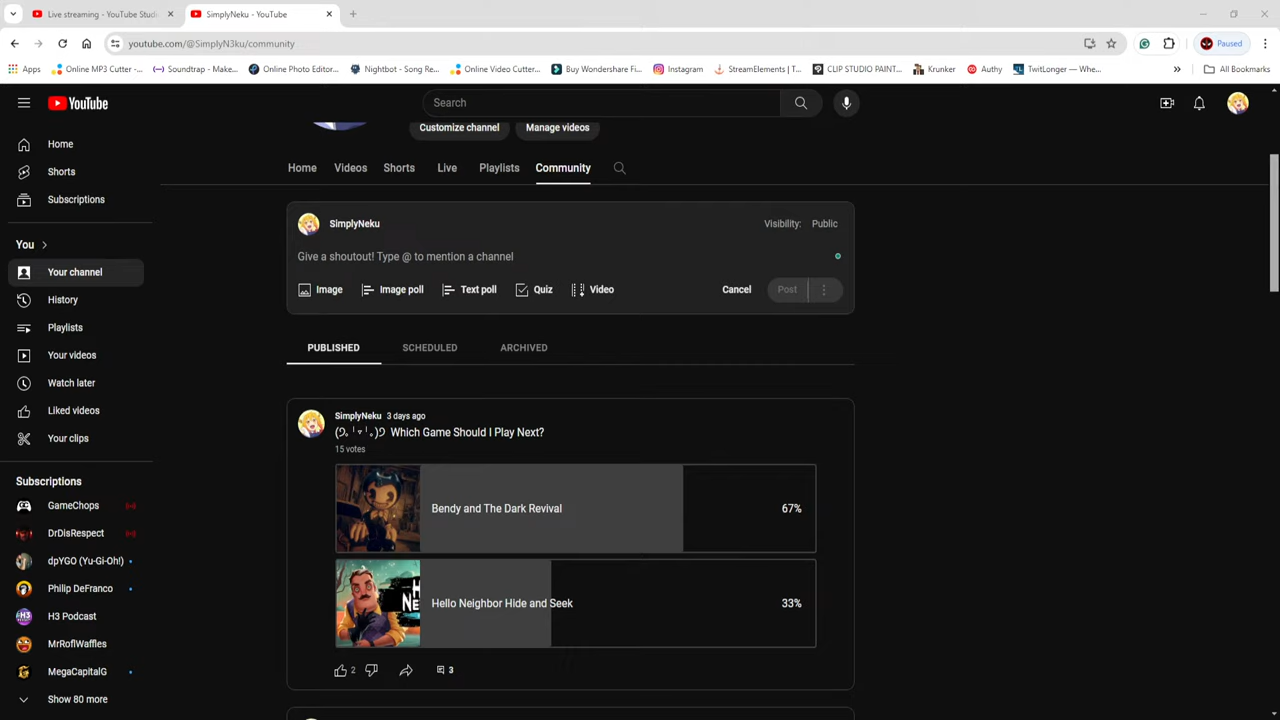 Live streaming - YouTube Stud
SimplyNeku - YouTube
youtube.com/@SimplyN3ku/community
Paused
Apps
Online MP3 Cutter -...
Soundtrap - Make...
Online Photo Editor...
Nightbot - Song Re...
Online Video Cutter...
Buy Wondershare Fi...
Instagram
StreamElements | T...
CLIP STUDIO PAINT...
Krunker
Authy
TwitLonger — Whe...
All Bookmarks
YouTube
Search
Customize channel
Manage videos
Home
Shorts
Subscriptions
You
Your channel
History
Playlists
Your videos
Watch later
Liked videos
Your clips
Subscriptions
GameChops
DrDisRespect
dpYGO (Yu-Gi-Oh!)
Philip DeFranco
H3 Podcast
MrRoflWaffles
MegaCapitalG
Show 80 more
Home Videos Shorts Live Playlists Community
SimplyNeku
Visibility: Public
Give a shoutout! Type @ to mention a channel
Image Image poll Text poll Quiz Video
Cancel Post
PUBLISHED SCHEDULED ARCHIVED
SimplyNeku 3 days ago
Which Game Should I Play Next?
15 votes
Bendy and The Dark Revival 67%
Hello Neighbor Hide and Seek 33%
2
3